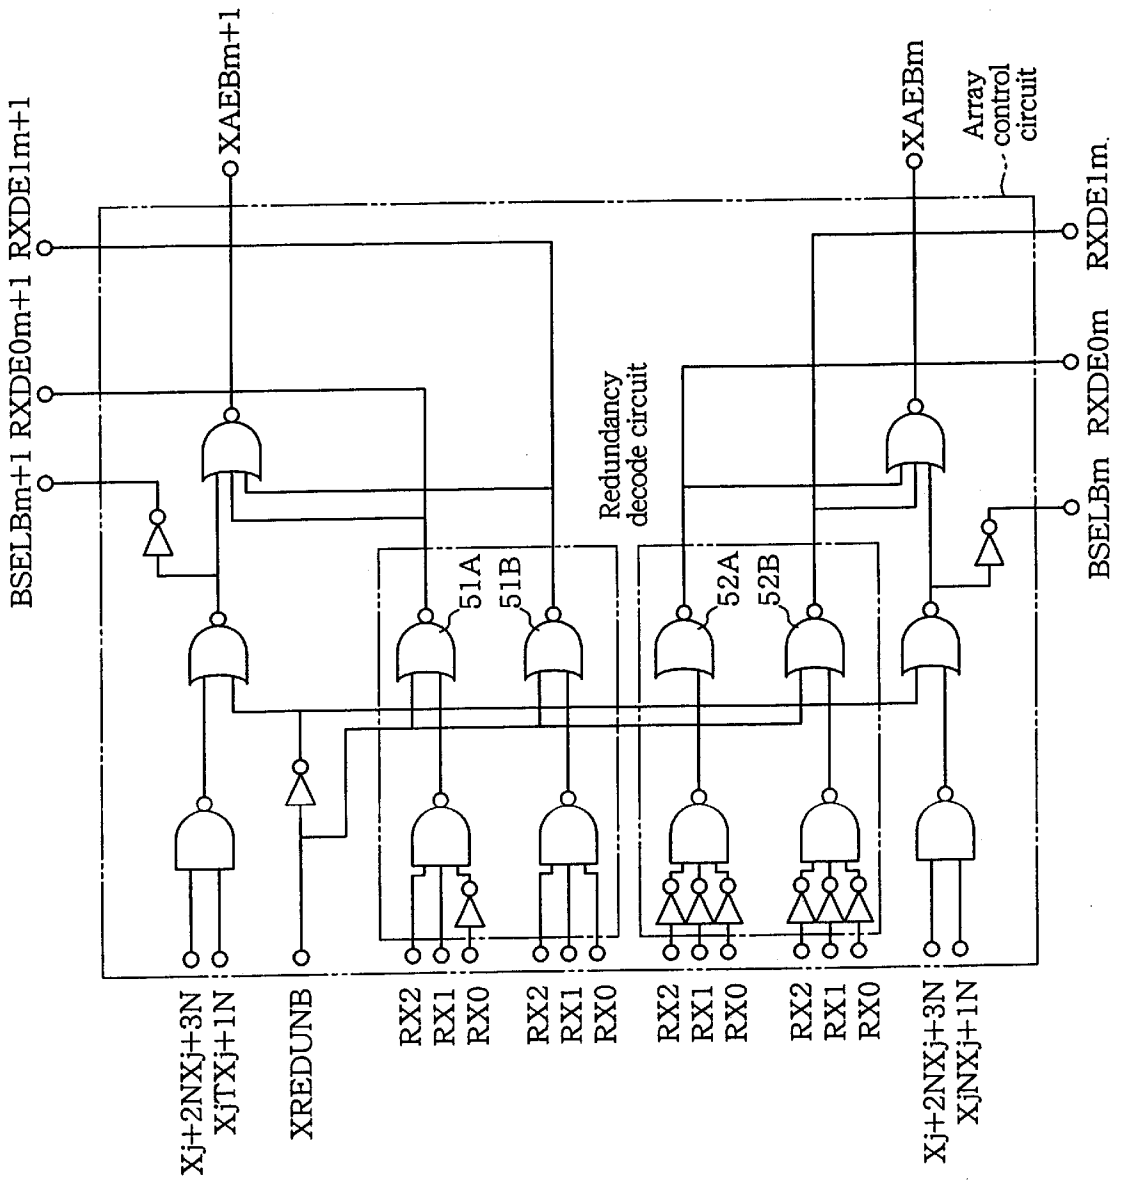 BSELBm+1
RXDE0m+1
RXDE1m+1
XAEBm+1
XAEBm
Array
control
circuit
Redundancy
decode circuit
51A
51B
52A
52B
BSELBm
RXDE0m
RXDE1m.
Xj+2NXj+3N
XjTXj+1N
XREDUNB
RX2
RX1
RX0
RX2
RX1
RX0
RX2
RX1
RX0
RX2
RX1
RX0
Xj+2NXj+3N
XjNXj+1N